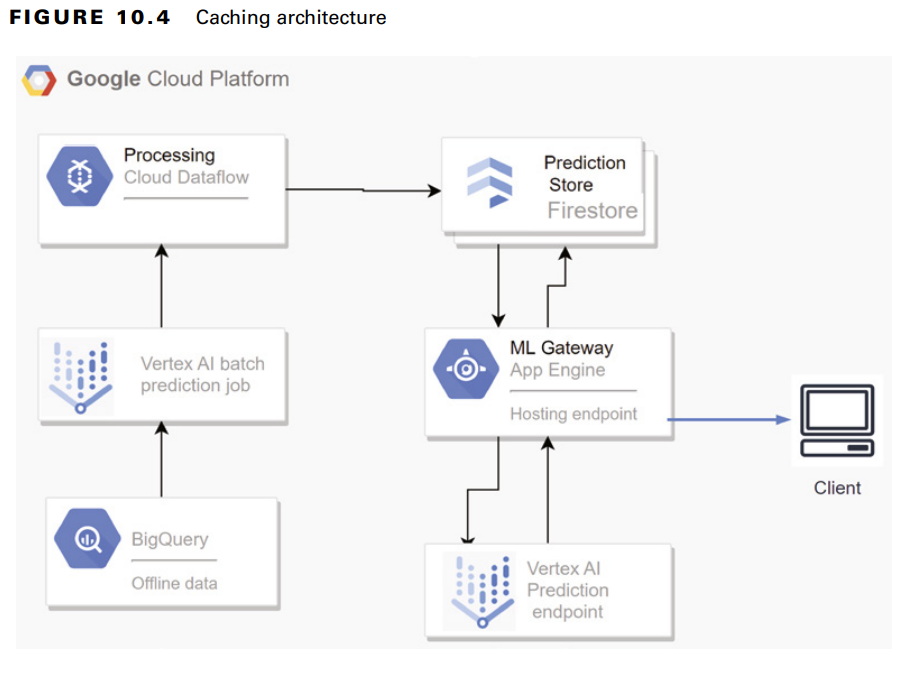 FIGURE 10.4 Caching architecture
Google Cloud Platform
Processing
Cloud Dataflow
Prediction
Store
Firestore
Vertex AI batch
prediction job
ML Gateway
App Engine
Hosting endpoint
Client
BigQuery
Offline data
Vertex AI
Prediction
endpoint